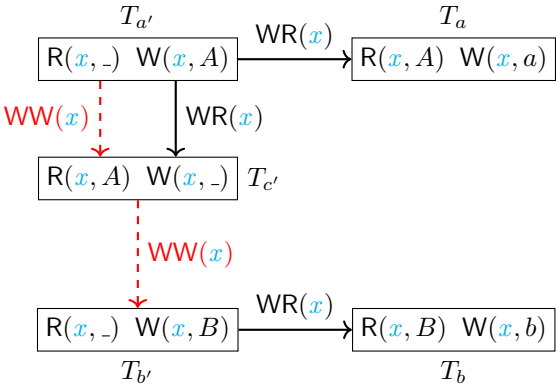 T_{a'} T_a
R(x, _) W(x, A) WR(x) R(x, A) W(x, a)
WW(x) WR(x)
R(x, A) W(x, _) T_{c'}
WW(x)
R(x, _) W(x, B) WR(x) R(x, B) W(x, b)
T_{b'} T_b